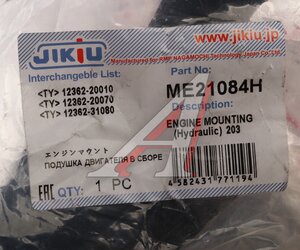 JIKIU
www.jikiu.jp
Interchangeble List:
<TY> 12362-20010
<TY> 12362-20070
<TY> 12362-31080
Part No:
ME21084H
Description:
ENGINE MOUNTING
(Hydraulic) 203
エンジンマウント
ПОДУШКА ДВИГАТЕЛЯ В СБОРЕ
EAC QTY: 1 PC
4 582431 771194